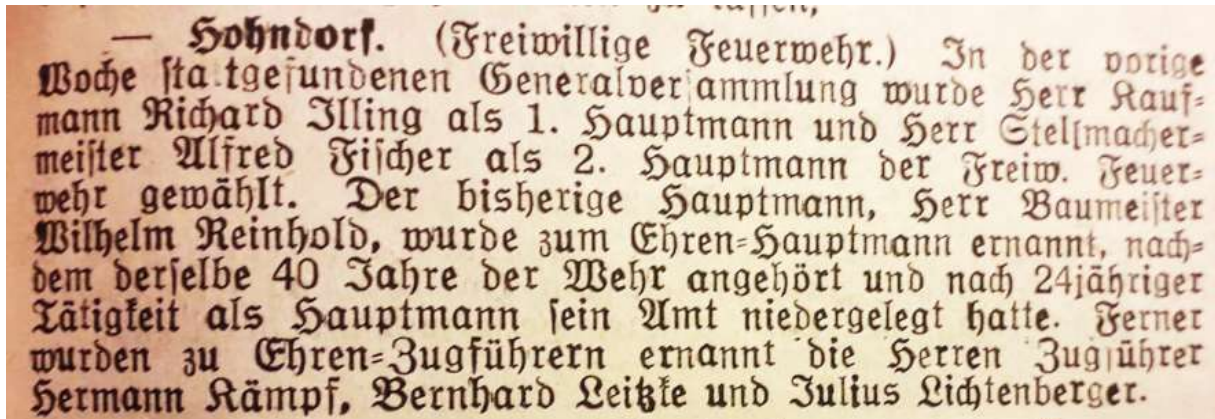 — Hohndorf. (Freiwillige Feuerwehr.) In der vorige
Woche sta tgefundenen Generalversammlung wurde Herr Kauf-
mann Richard Illing als 1. Hauptmann und Herr Stellmacher-
meister Alfred Fischer als 2. Hauptmann der Freiw. Feuer-
wehr gewählt. Der bisherige Hauptmann, Herr Baumeister
Wilhelm Reinhold, wurde zum Ehren-Hauptmann ernannt, nach-
dem derselbe 40 Jahre der Wehr angehört und nach 24jähriger
Tätigkeit als Hauptmann sein Amt niedergelegt hatte. Ferner
wurden zu Ehren-Zugführern ernannt die Herren Zugführer
Hermann Kämpf, Bernhard Leitzke und Julius Lichtenberger.